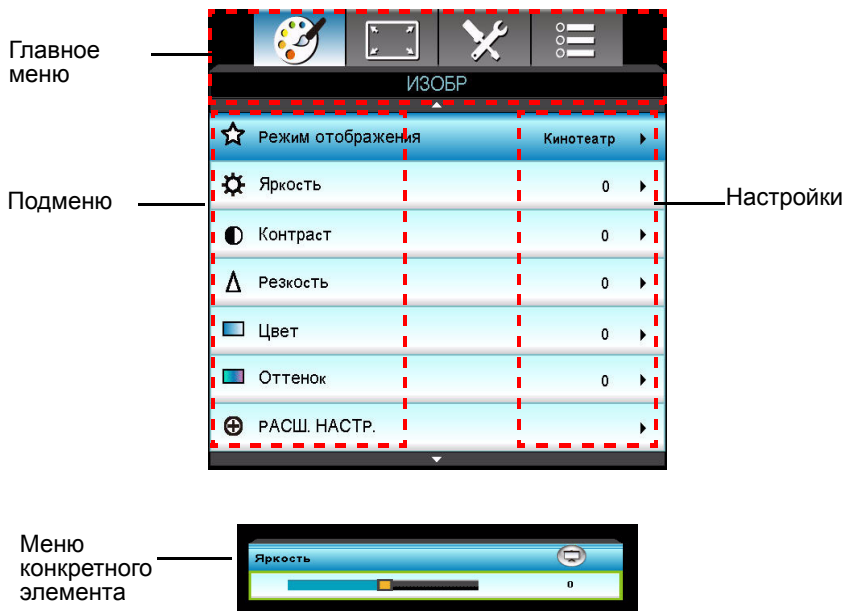 Главное
меню
ИЗОБР
Режим отображения Кинотеатр
Яркость 0
Подменю
Настройки
Контраст 0
Резкость 0
Цвет 0
Оттенок 0
РАСШ. НАСТР.
Меню
конкретного
элемента
Яркость
0